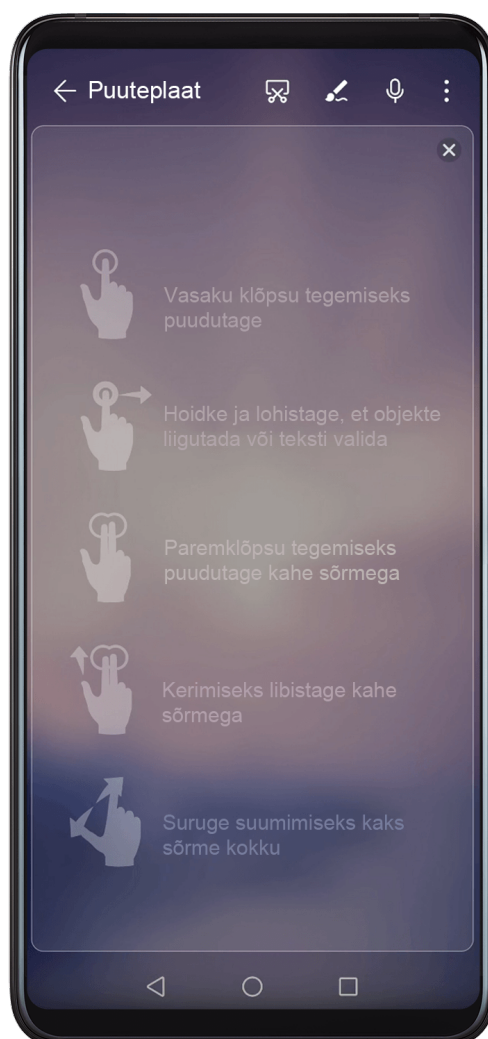 Puuteplaat
Vasaku klõpsu tegemiseks
puudutage
Hoidke ja lohistage, et objekte
liigutada või teksti valida
Paremklõpsu tegemiseks
puudutage kahe sõrmega
Kerimiseks libistage kahe
sõrmega
Suruge suumimiseks kaks
sõrme kokku